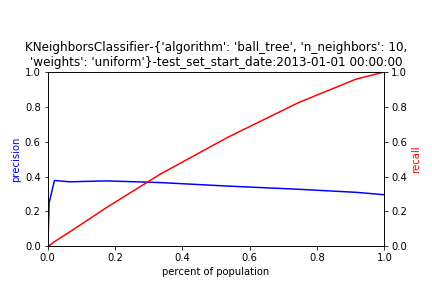 KNeighborsClassifier-{'algorithm': 'ball_tree', 'n_neighbors': 10,
'weights': 'uniform'}-test_set_start_date:2013-01-01 00:00:00
1.0
0.8
0.6
0.4
0.2
0.0
precision
1.0
0.8
0.6
0.4
0.2
0.0
recall
0.0 0.2 0.4 0.6 0.8 1.0
percent of population